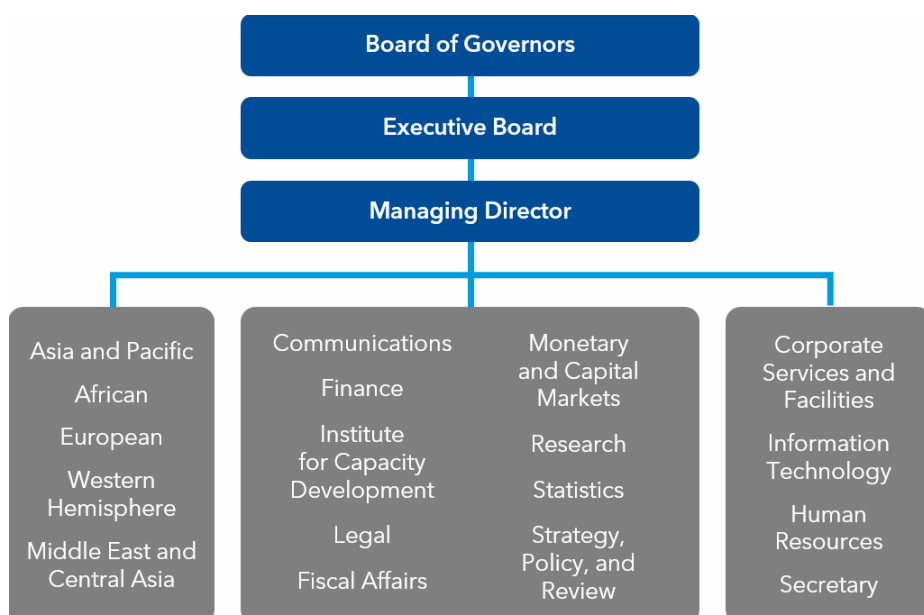 Board of Governors
Executive Board
Managing Director
Asia and Pacific
African
European
Western
Hemisphere
Middle East and
Central Asia
Communications
Finance
Institute
for Capacity
Development
Legal
Fiscal Affairs
Monetary
and Capital
Markets
Research
Statistics
Strategy,
Policy, and
Review
Corporate
Services and
Facilities
Information
Technology
Human
Resources
Secretary